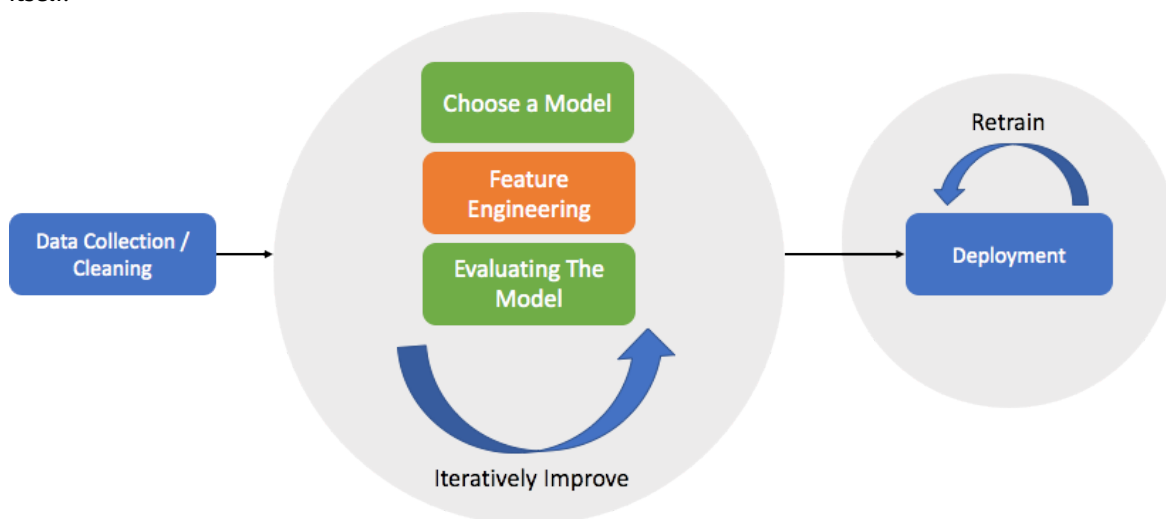 Choose a Model
Feature
Engineering
Evaluating The
Model
Iteratively Improve
Data Collection /
Cleaning
Retrain
Deployment